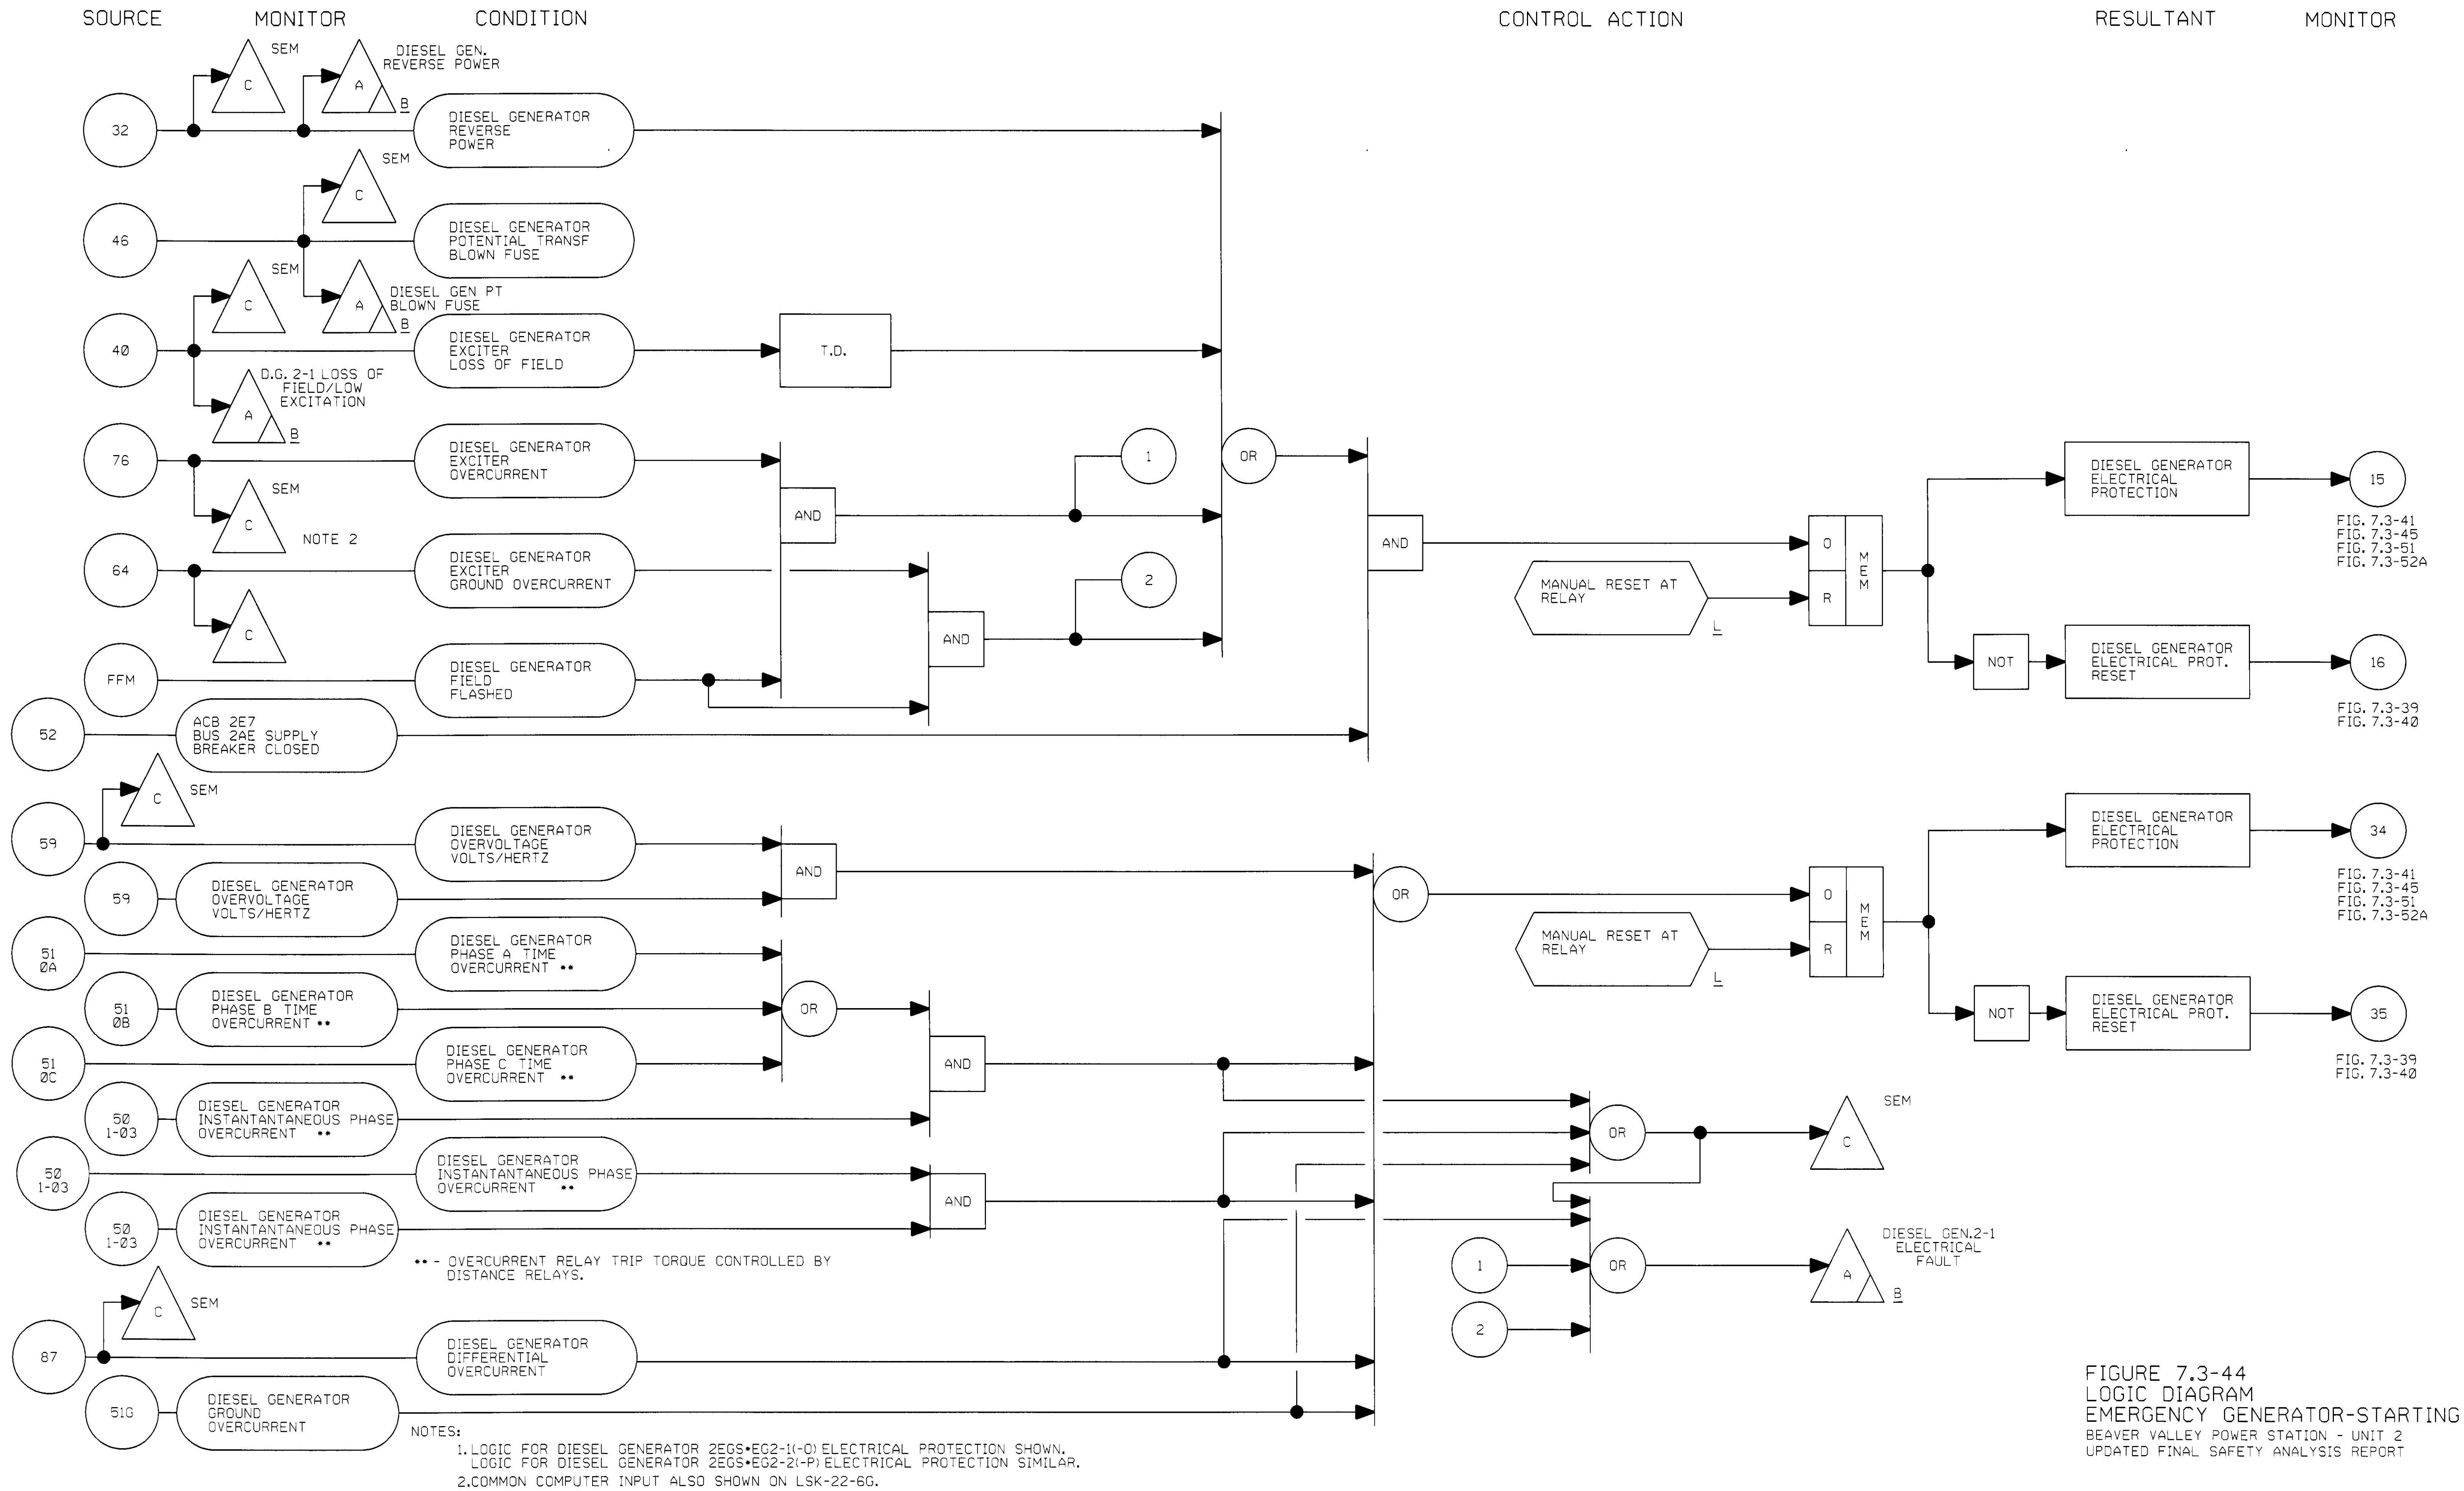 SOURCE MONITOR CONDITION CONTROL ACTION RESULTANT MONITOR
SEM
C
A
B
DIESEL GEN.
REVERSE POWER
32
DIESEL GENERATOR
REVERSE
POWER
SEM
C
46
DIESEL GENERATOR
POTENTIAL TRANSF
BLOWN FUSE
SEM
C
A
B
DIESEL GEN PT
BLOWN FUSE
40
DIESEL GENERATOR
EXCITER
LOSS OF FIELD
T.D.
A
B
D.G. 2-1 LOSS OF
FIELD/LOW
EXCITATION
76
DIESEL GENERATOR
EXCITER
OVERCURRENT
AND
1
OR
SEM
C
NOTE 2
64
DIESEL GENERATOR
EXCITER
GROUND OVERCURRENT
AND
2
C
FFM
DIESEL GENERATOR
FIELD
FLASHED
52
ACB 2E7
BUS 2AE SUPPLY
BREAKER CLOSED
AND
MANUAL RESET AT
RELAY
L
O
R
MEM
DIESEL GENERATOR
ELECTRICAL
PROTECTION
15
FIG. 7.3-41
FIG. 7.3-45
FIG. 7.3-51
FIG. 7.3-52A
NOT
DIESEL GENERATOR
ELECTRICAL PROT.
RESET
16
FIG. 7.3-39
FIG. 7.3-40
C
SEM
59
DIESEL GENERATOR
OVERVOLTAGE
VOLTS/HERTZ
AND
59
DIESEL GENERATOR
OVERVOLTAGE
VOLTS/HERTZ
51
ØA
DIESEL GENERATOR
PHASE A TIME
OVERCURRENT **
51
ØB
DIESEL GENERATOR
PHASE B TIME
OVERCURRENT **
OR
51
ØC
DIESEL GENERATOR
PHASE C TIME
OVERCURRENT **
AND
50
1-Ø3
DIESEL GENERATOR
INSTANTANTANEOUS PHASE
OVERCURRENT **
50
1-Ø3
DIESEL GENERATOR
INSTANTANTANEOUS PHASE
OVERCURRENT **
AND
50
1-Ø3
DIESEL GENERATOR
INSTANTANTANEOUS PHASE
OVERCURRENT **
** - OVERCURRENT RELAY TRIP TORQUE CONTROLLED BY
DISTANCE RELAYS.
OR
MANUAL RESET AT
RELAY
L
O
R
MEM
DIESEL GENERATOR
ELECTRICAL
PROTECTION
34
FIG. 7.3-41
FIG. 7.3-45
FIG. 7.3-51
FIG. 7.3-52A
NOT
DIESEL GENERATOR
ELECTRICAL PROT.
RESET
35
FIG. 7.3-39
FIG. 7.3-40
OR
C
SEM
1
2
OR
A
B
DIESEL GEN.2-1
ELECTRICAL
FAULT
C
SEM
87
DIESEL GENERATOR
DIFFERENTIAL
OVERCURRENT
51G
DIESEL GENERATOR
GROUND
OVERCURRENT
NOTES:
1. LOGIC FOR DIESEL GENERATOR 2EGS*EG2-1(-O) ELECTRICAL PROTECTION SHOWN.
LOGIC FOR DIESEL GENERATOR 2EGS*EG2-2(-P) ELECTRICAL PROTECTION SIMILAR.
2.COMMON COMPUTER INPUT ALSO SHOWN ON LSK-22-6G.
FIGURE 7.3-44
LOGIC DIAGRAM
EMERGENCY GENERATOR-STARTING
BEAVER VALLEY POWER STATION - UNIT 2
UPDATED FINAL SAFETY ANALYSIS REPORT